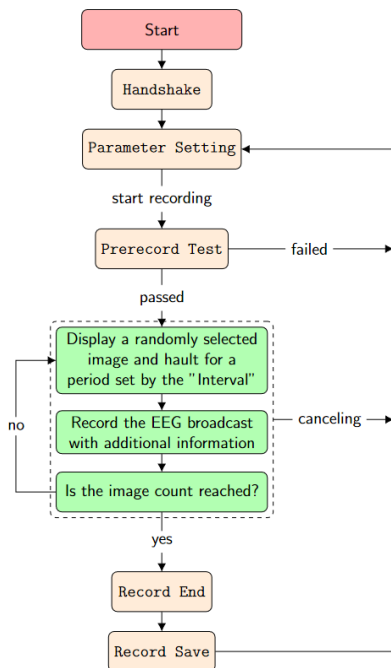 Start
Handshake
Parameter Setting
start recording
Prerecord Test
failed
passed
Display a randomly selected
image and hault for a
period set by the "Interval"
no
Record the EEG broadcast
with additional information
canceling
Is the image count reached?
yes
Record End
Record Save